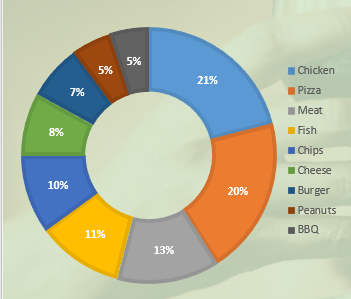 5%
5%
21%
7%
8%
20%
10%
11%
13%
Chicken
Pizza
Meat
Fish
Chips
Cheese
Burger
Peanuts
BBQ